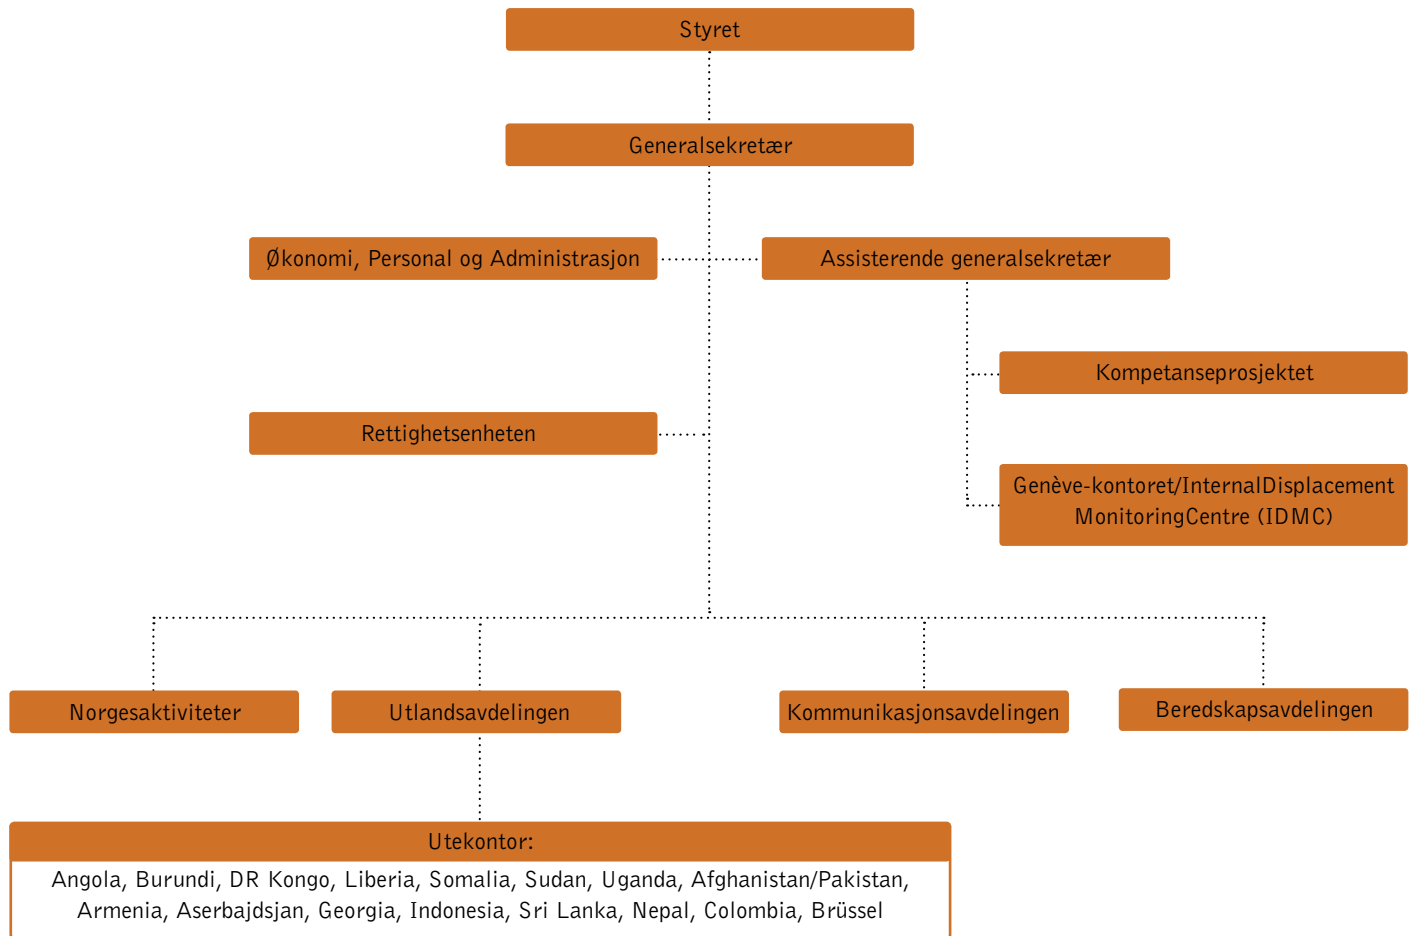 Styret
Generalsekretær
Økonomi, Personal og Administrasjon
Assisterende generalsekretær
Kompetanseprosjektet
Rettighetsenheten
Genève-kontoret/InternalDisplacement
MonitoringCentre (IDMC)
Norgesaktiviteter
Utlandsavdelingen
Kommunikasjonsavdelingen
Beredskapsavdelingen
Utekontor:
Angola, Burundi, DR Kongo, Liberia, Somalia, Sudan, Uganda, Afghanistan/Pakistan,
Armenia, Aserbajdsjan, Georgia, Indonesia, Sri Lanka, Nepal, Colombia, Brüssel